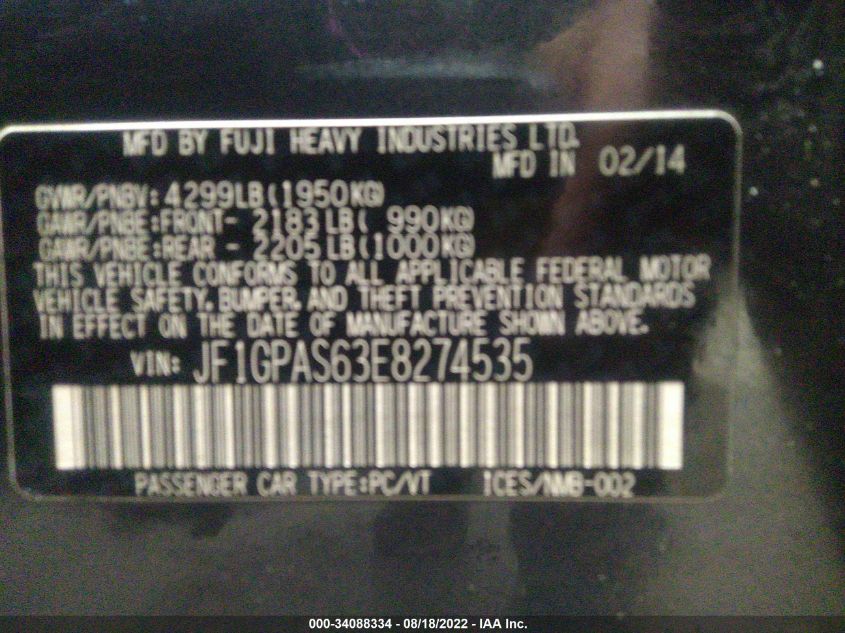 MFD BY FUJI HEAVY INDUSTRIES LTD.
MFD IN 02/14
GVWR/PNBV: 4299LB(1950KG)
GAWR/PNBE:FRONT- 2183LB( 990KG)
GAWR/PNBE:REAR - 2205LB(1000KG)
THIS VEHICLE CONFORMS TO ALL APPLICABLE FEDERAL MOTOR
VEHICLE SAFETY, BUMPER, AND THEFT PREVENTION STANDARDS
IN EFFECT ON THE DATE OF MANUFACTURE SHOWN ABOVE.
VIN: JF1GPAS63E8274535
PASSENGER CAR TYPE:PC/VT ICES/NMB-002
000-34088334 - 08/18/2022 - IAA Inc.